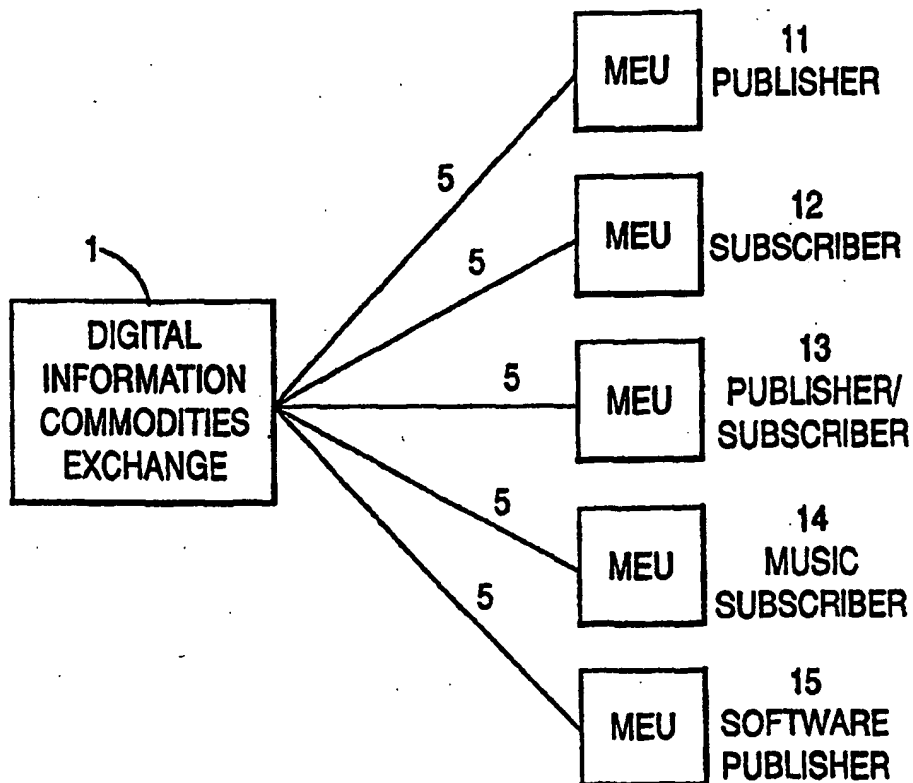 1
DIGITAL
INFORMATION
COMMODITIES
EXCHANGE
5
5
5
5
5
MEU
11
PUBLISHER
MEU
12
SUBSCRIBER
MEU
13
PUBLISHER/
SUBSCRIBER
MEU
14
MUSIC
SUBSCRIBER
MEU
15
SOFTWARE
PUBLISHER